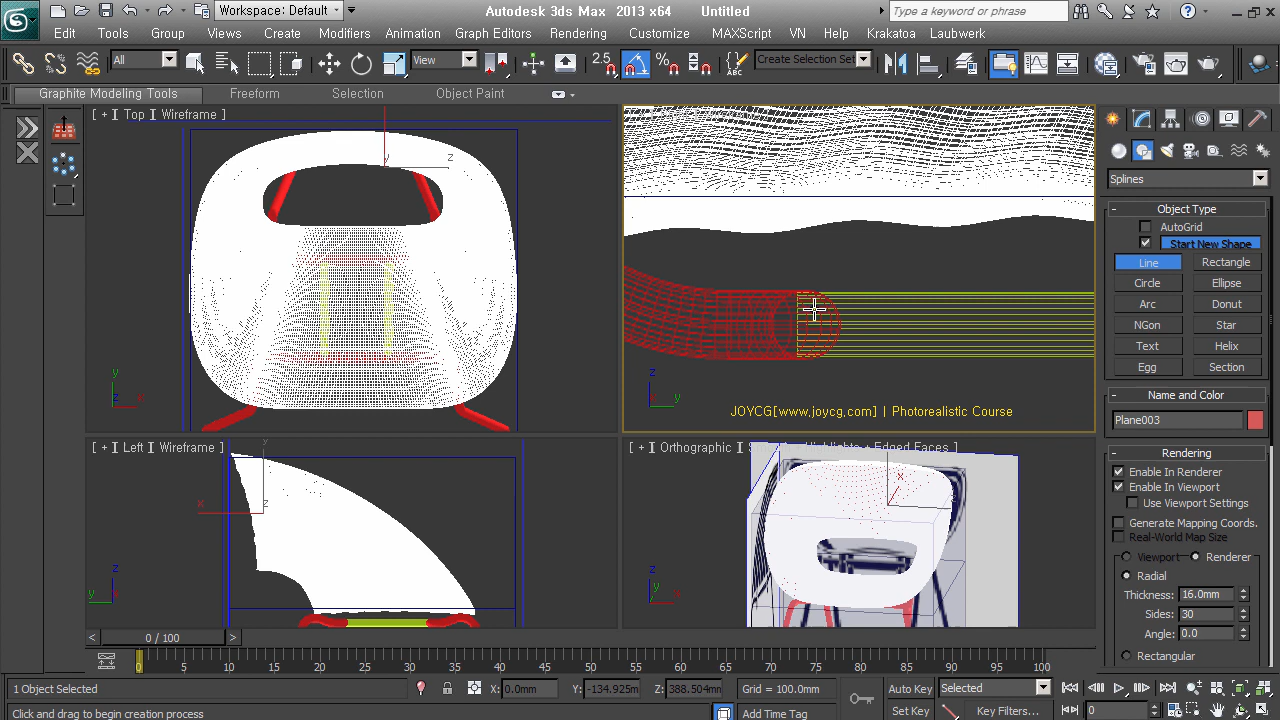 Workspace: Default
Autodesk 3ds Max 2013 x64 Untitled
Type a keyword or phrase
Edit Tools Group Views Create Modifiers Animation Graph Editors Rendering Customize MAXScript VN Help Krakatoa Laubwerk
All View 2.5 Create Selection Set
Graphite Modeling Tools Freeform Selection Object Paint
[ + ] Top ] Wireframe ]
y z
y z x
z y
JOYCG[www.joycg.com] | Photorealistic Course
[ + ] Left ] Wireframe ]
y x z
z y
[ + ] Orthographic ] Highlights + Edged Faces ]
x
z y
Splines
- Object Type
AutoGrid
Start New Shape
Line Rectangle
Circle Ellipse
Arc Donut
NGon Star
Text Helix
Egg Section
- Name and Color
Plane003
- Rendering
Enable In Renderer
Enable In Viewport
Use Viewport Settings
Generate Mapping Coords.
Real-World Map Size
Viewport Renderer
Radial
Thickness: 16.0mm
Sides: 30
Angle: 0.0
Rectangular
< 0 / 100 >
0 5 10 15 20 25 30 35 40 45 50 55 60 65 70 75 80 85 90 95 100
1 Object Selected X: 0.0mm Y: -134.925m Z: 388.504mm Grid = 100.0mm Auto Key Selected
Click and drag to begin creation process Add Time Tag Set Key Key Filters... 0